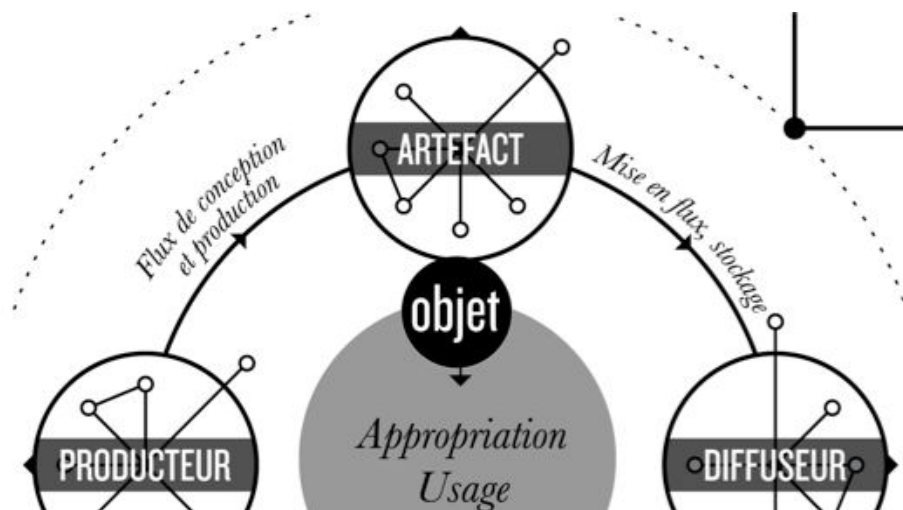 ARTEFACT
Flux de conception
et production
Mise en flux, stockage
objet
Appropriation
Usage
PRODUCTEUR
DIFFUSEUR